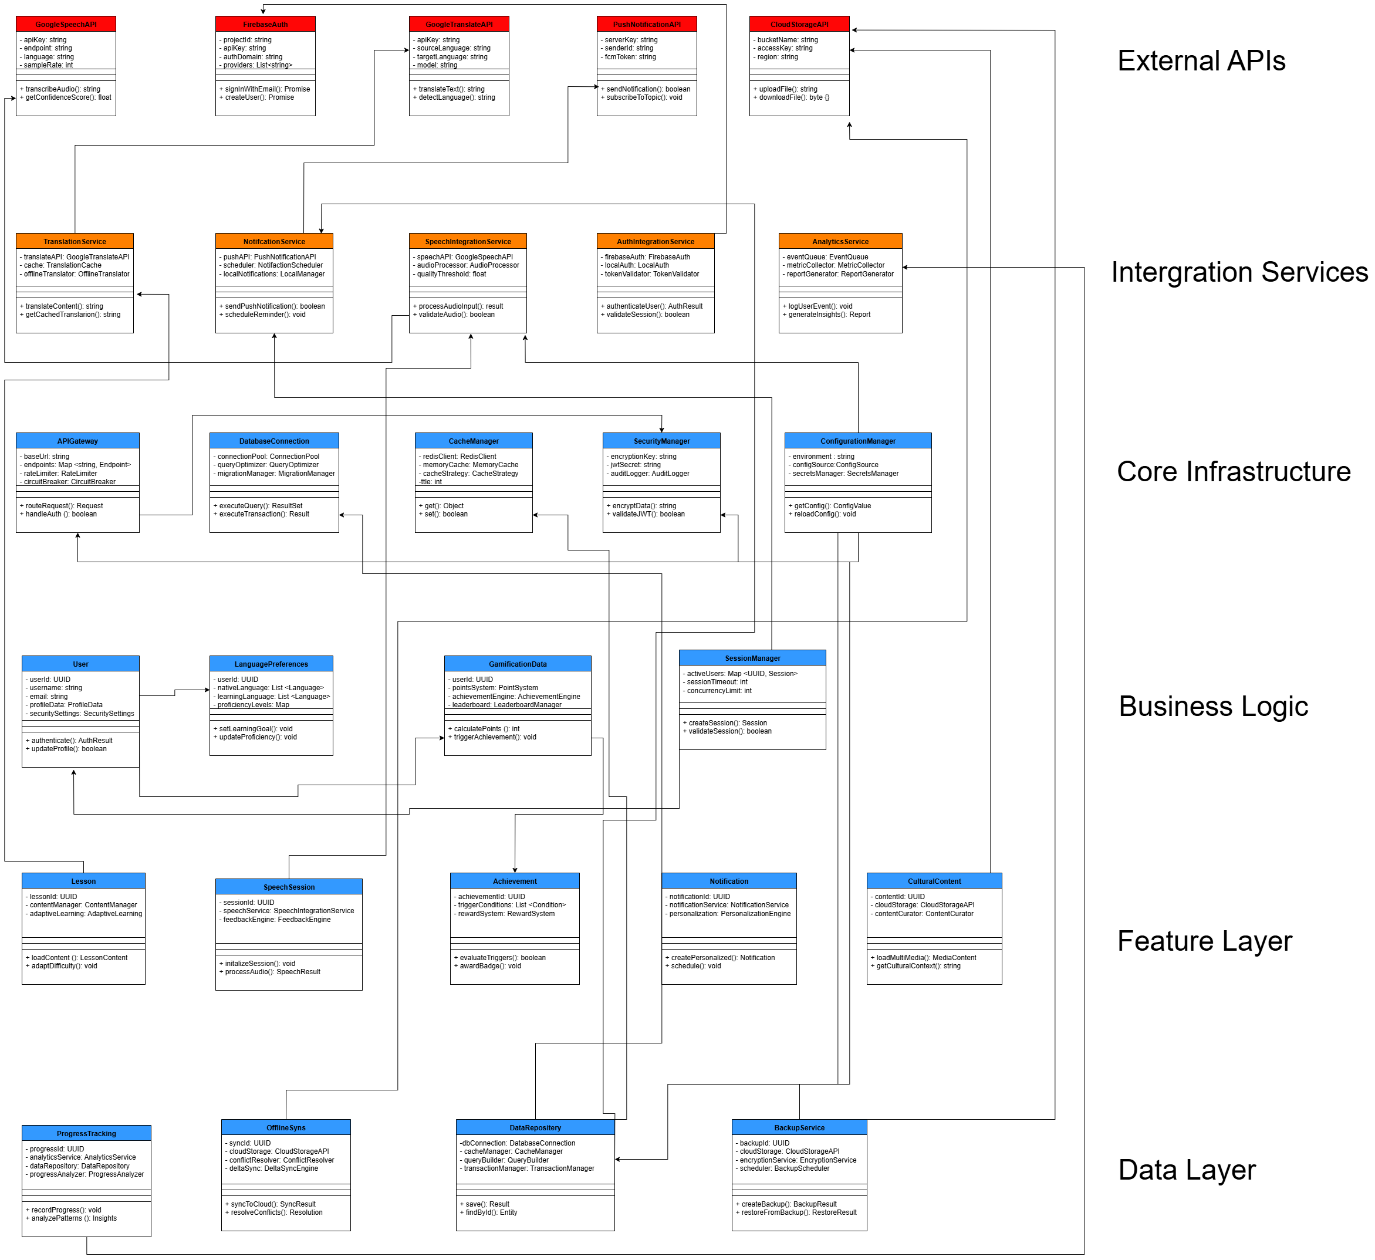 GoogleSpeechAPI
- apiKey: string
- endpoint: string
- language: string
- sampleRate: int
+ transcribeAudio(): string
+ getConfidenceScore(): float
FirebaseAuth
- projectId: string
- apiKey: string
- authDomain: string
- providers: List<string>
+ signInWithEmail(): Promise
+ createUser(): Promise
GoogleTranslateAPI
- apiKey: string
- sourceLanguage: string
- targetLanguage: string
- model: string
+ translateText(): string
+ detectLanguage(): string
PushNotificationAPI
- serverKey: string
- senderId: string
- fcmToken: string
+ sendNotification(): boolean
+ subscribeToTopic(): void
CloudStorageAPI
- bucketName: string
- accessKey: string
- region: string
+ uploadFile(): string
+ downloadFile(): byte {}
External APIs
TranslationService
- translateAPI: GoogleTranslateAPI
- cache: TranslationCache
- offlineTranslator: OfflineTranslator
+ translateContent(): string
+ getCachedTranslarion(): string
NotifcationService
- pushAPI: PushNotificationAPI
- scheduler: NotifactionScheduler
- localNotifications: LocalManager
+ sendPushNotification(): boolean
+ scheduleReminder(): void
SpeechIntegrationService
- speechAPI: GoogleSpeechAPI
- audioProcessor: AudioProcessor
- qualityThreshold: float
+ processAudioInput(): result
+ validateAudio(): boolean
AuthIntegrationService
- firebaseAuth: FirebaseAuth
- localAuth: LocalAuth
- tokenValidator: TokenValidator
+ authenticateUser(): AuthResult
+ validateSession(): boolean
AnalyticsService
- eventQueue: EventQueue
- metricCollector: MetricCollector
- reportGenerator: ReportGenerator
+ logUserEvent(): void
+ generateInsights(): Report
Intergration Services
APIGateway
- baseUrl: string
- endpoints: Map <string, Endpoint>
- rateLimiter: RateLimiter
- circuitBreaker: CircuitBreaker
+ routeRequest(): Request
+ handleAuth (): boolean
DatabaseConnection
- connectionPool: ConnectionPool
- queryOptimizer: QueryOptimizer
- migrationManager: MigrationManager
+ executeQuery(): ResultSet
+ executeTransaction(): Result
CacheManager
- redisClient: RedisClient
- memoryCache: MemoryCache
- cacheStrategy: CacheStrategy
-ttle: int
+ get(): Object
+ set(): boolean
SecurityManager
- encryptionKey: string
- jwtSecret: string
- auditLogger: AuditLogger
+ encryptData(): string
+ validateJWT(): boolean
ConfigurationManager
- environment : string
- configSource:ConfigSource
- secretsManager: SecretsManager
+ getConfig(): ConfigValue
+ reloadConfig(): void
Core Infrastructure
User
- userId: UUID
- username: string
- email: string
- profileData: ProfileData
- securitySettings: SecuritySettings
+ authenticate(): AuthResult
+ updateProfile(): boolean
LanguagePreferences
- userId: UUID
- nativeLanguage: List <Language>
- learningLanguage: List <Language>
- proficiencyLevels: Map
+ setLearningGoal(): void
+ updateProficiency(): void
GamificationData
- userId: UUID
- pointsSystem: PointSystem
- achievementEngine: AchievementEngine
- leaderboard: LeaderboardManager
+ calculatePoints (): int
+ triggerAchievement(): void
SessionManager
- activeUsers: Map <UUID, Session>
- sessionTimeout: int
- concurrencyLimit: int
+ createSession(): Session
+ validateSession(): boolean
Business Logic
Lesson
- lessonId: UUID
- contentManager: ContentManager
- adaptiveLearning: AdaptiveLearning
+ loadContent (): LessonContent
+ adaptDifficulty(): void
SpeechSession
- sessionId: UUID
- speechService: SpeechIntegrationService
- feedbackEngine: FeedbackEngine
+ initalizeSession(): void
+ processAudio(): SpeechResult
Achievement
- achievementId: UUID
- triggerConditions: List <Condition>
- rewardSystem: RewardSystem
+ evaluateTriggers(): boolean
+ awardBadge(): void
Notification
- notificationId: UUID
- notificationService: NotificationService
- personalization: PersonalizationEngine
+ createPersonalized(): Notification
+ schedule(): void
CulturalContent
- contentId: UUID
- cloudStorage: CloudStorageAPI
- contentCurator: ContentCurator
+ loadMultiMedia(): MediaContent
+ getCulturalContext(): string
Feature Layer
ProgressTracking
- progressId: UUID
- analyticsService: AnalyticsService
- dataRepository: DataRepository
- progressAnalyzer: ProgressAnalyzer
+ recordProgress(): void
+ analyzePatterns (): Insights
OfflineSyns
- syncId: UUID
- cloudStorage: CloudStorageAPI
- conflictResolver: ConflictResolver
- deltaSync: DeltaSyncEngine
+ syncToCloud(): SyncResult
+ resolveConflicts(): Resolution
DataRepository
-dbConnection: DatabaseConnection
- cacheManager: CacheManager
- queryBuilder: QueryBuilder
- transactionManager: TransactionManager
+ save(): Result
+ findById(): Entity
BackupService
- backupId: UUID
- cloudStorage: CloudStorageAPI
- encryptionService: EncryptionService
- scheduler: BackupScheduler
+ createBackup(): BackupResult
+ restoreFromBackup(): RestoreResult
Data Layer